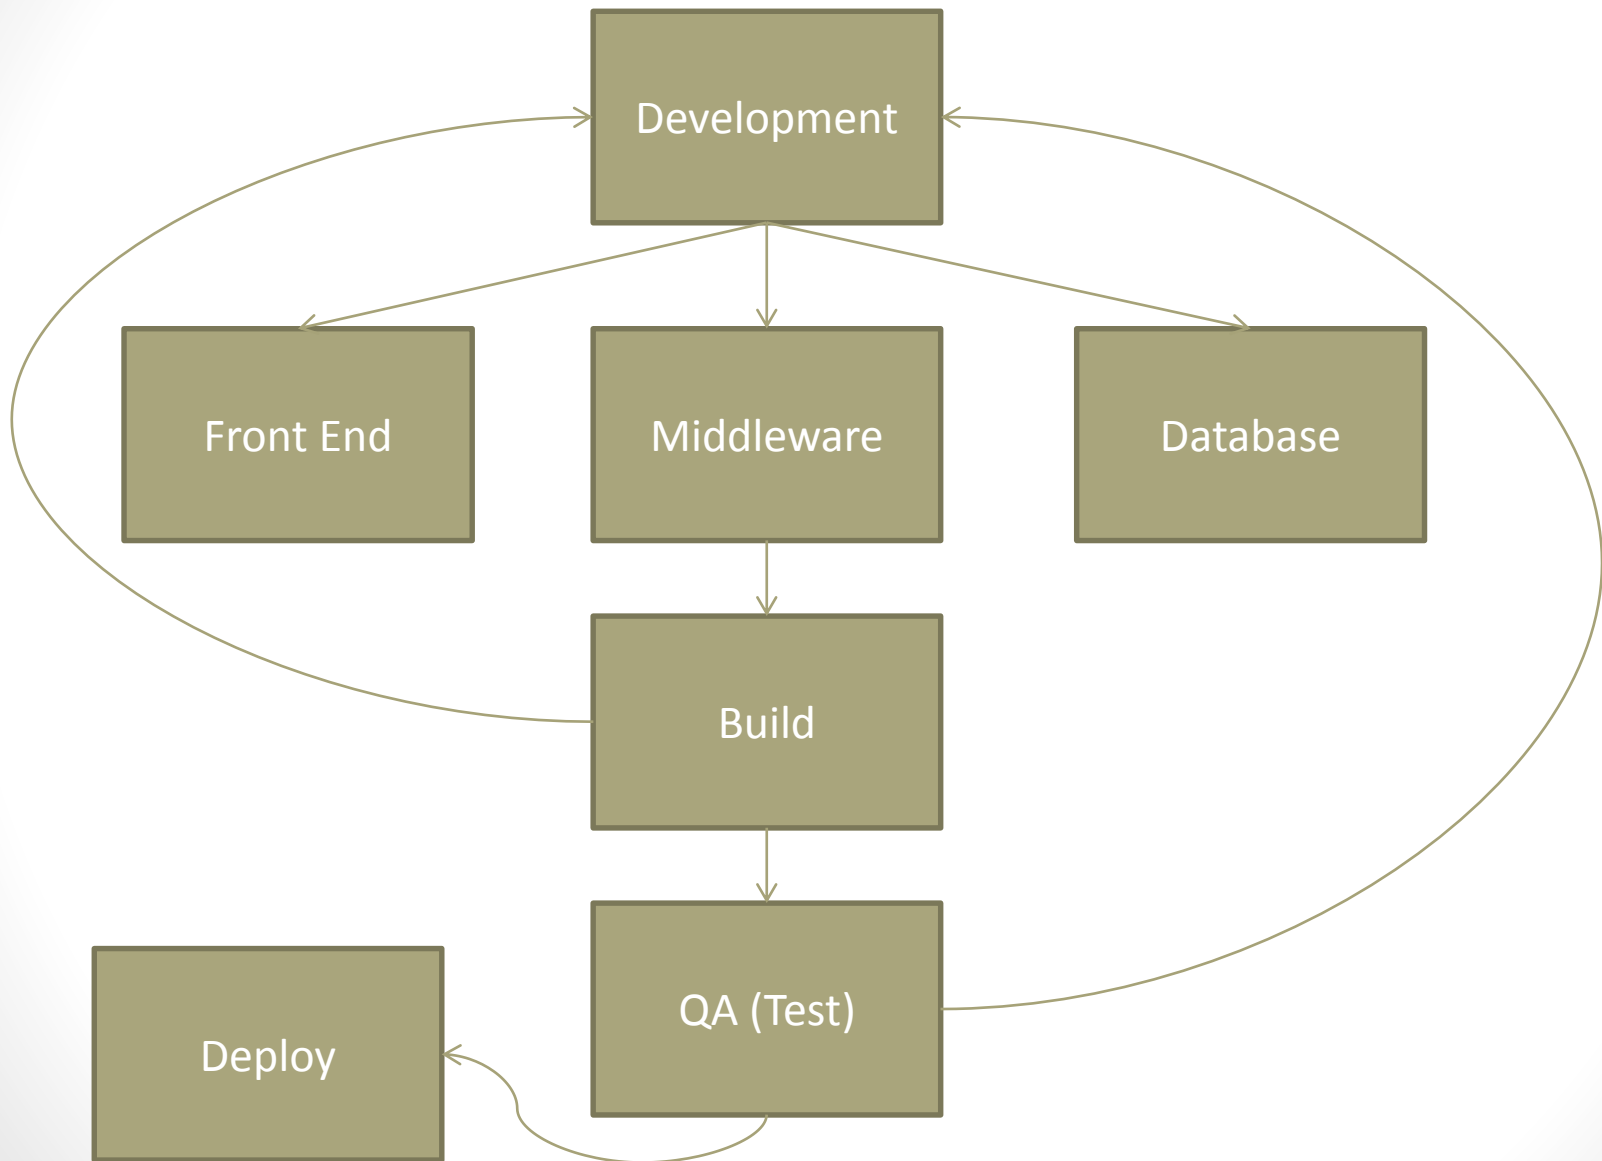 Development
Front End
Middleware
Database
Build
QA (Test)
Deploy